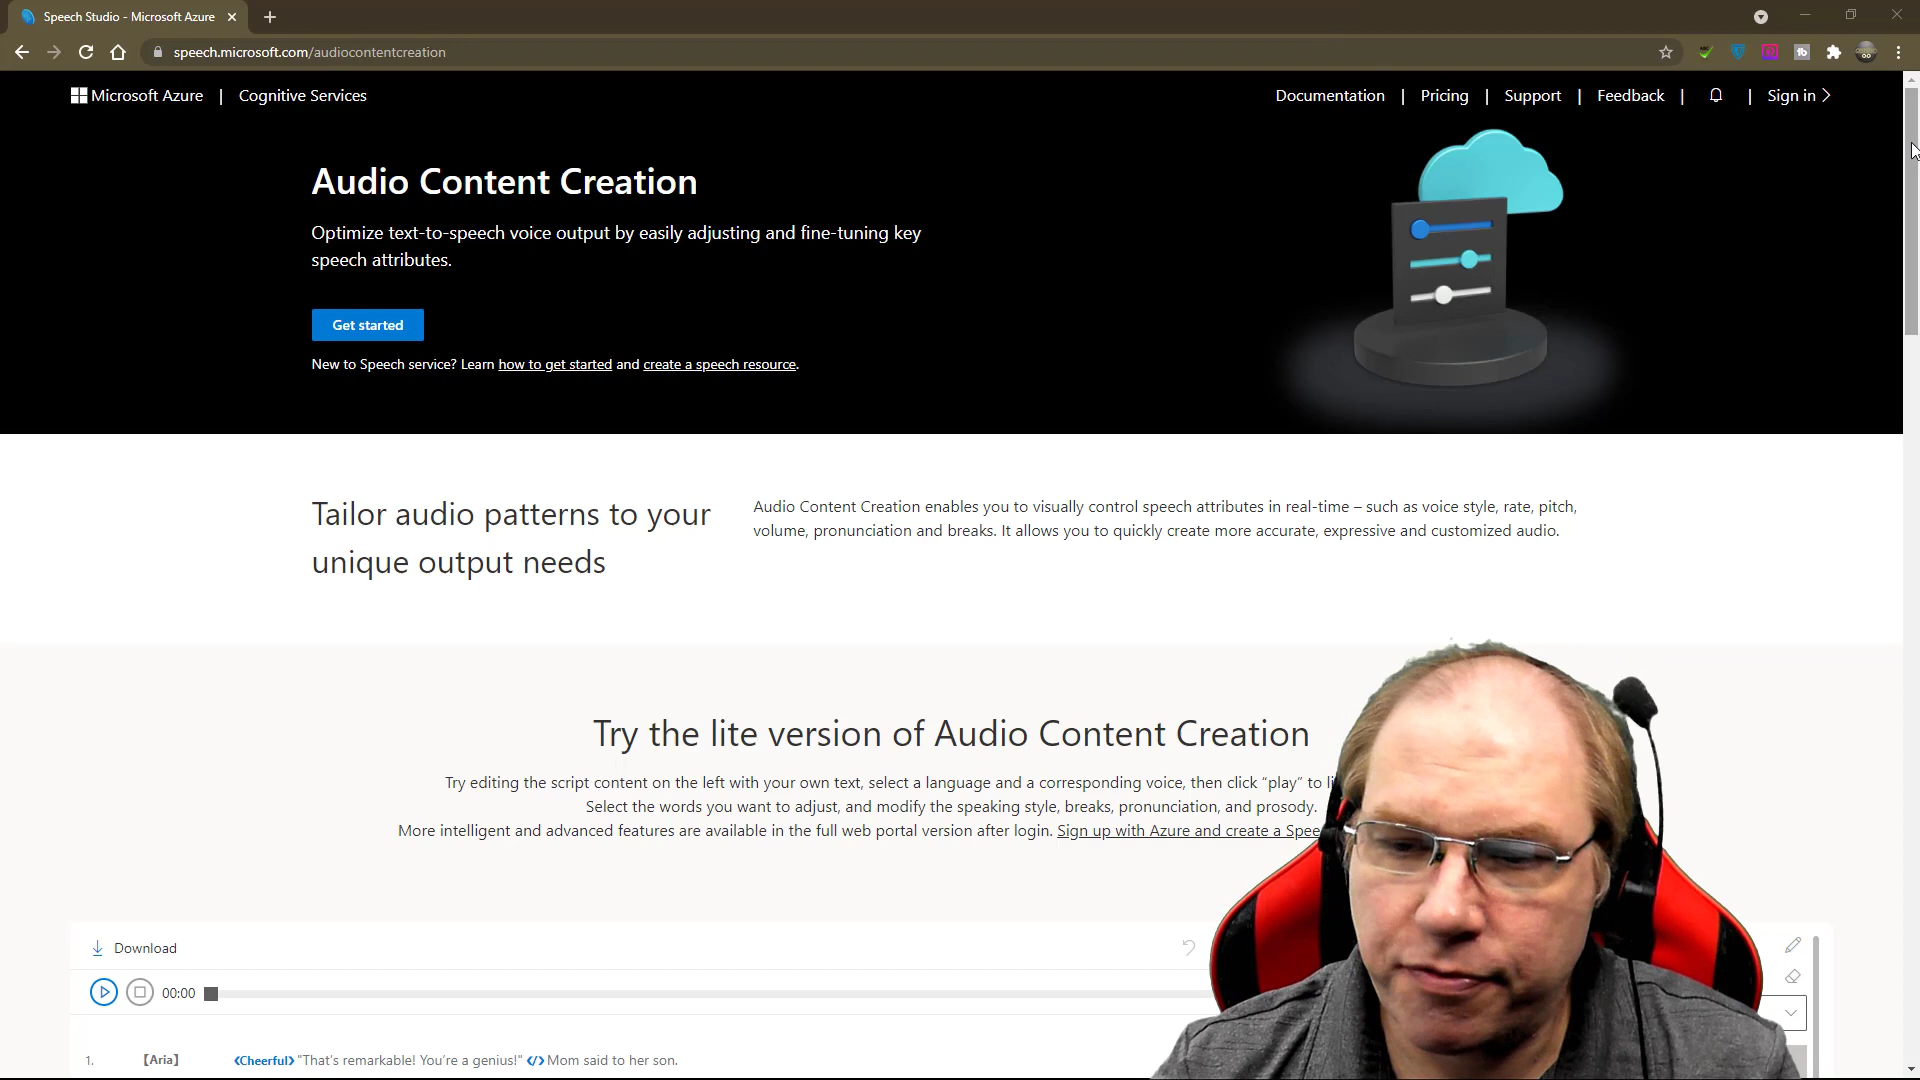 Speech Studio - Microsoft Azure
speech.microsoft.com/audiocontentcreation
Microsoft Azure | Cognitive Services
Documentation | Pricing | Support | Feedback | | Sign in
Audio Content Creation
Optimize text-to-speech voice output by easily adjusting and fine-tuning key
speech attributes.
Get started
New to Speech service? Learn how to get started and create a speech resource.
Tailor audio patterns to your
unique output needs
Audio Content Creation enables you to visually control speech attributes in real-time – such as voice style, rate, pitch,
volume, pronunciation and breaks. It allows you to quickly create more accurate, expressive and customized audio.
Try the lite version of Audio Content Creation
Try editing the script content on the left with your own text, select a language and a corresponding voice, then click “play” to
Select the words you want to adjust, and modify the speaking style, breaks, pronunciation, and prosody.
More intelligent and advanced features are available in the full web portal version after login. Sign up with Azure and create a
Download
00:00
1. [Aria] Cheerful "That's remarkable! You're a genius!" Mom said to her son.